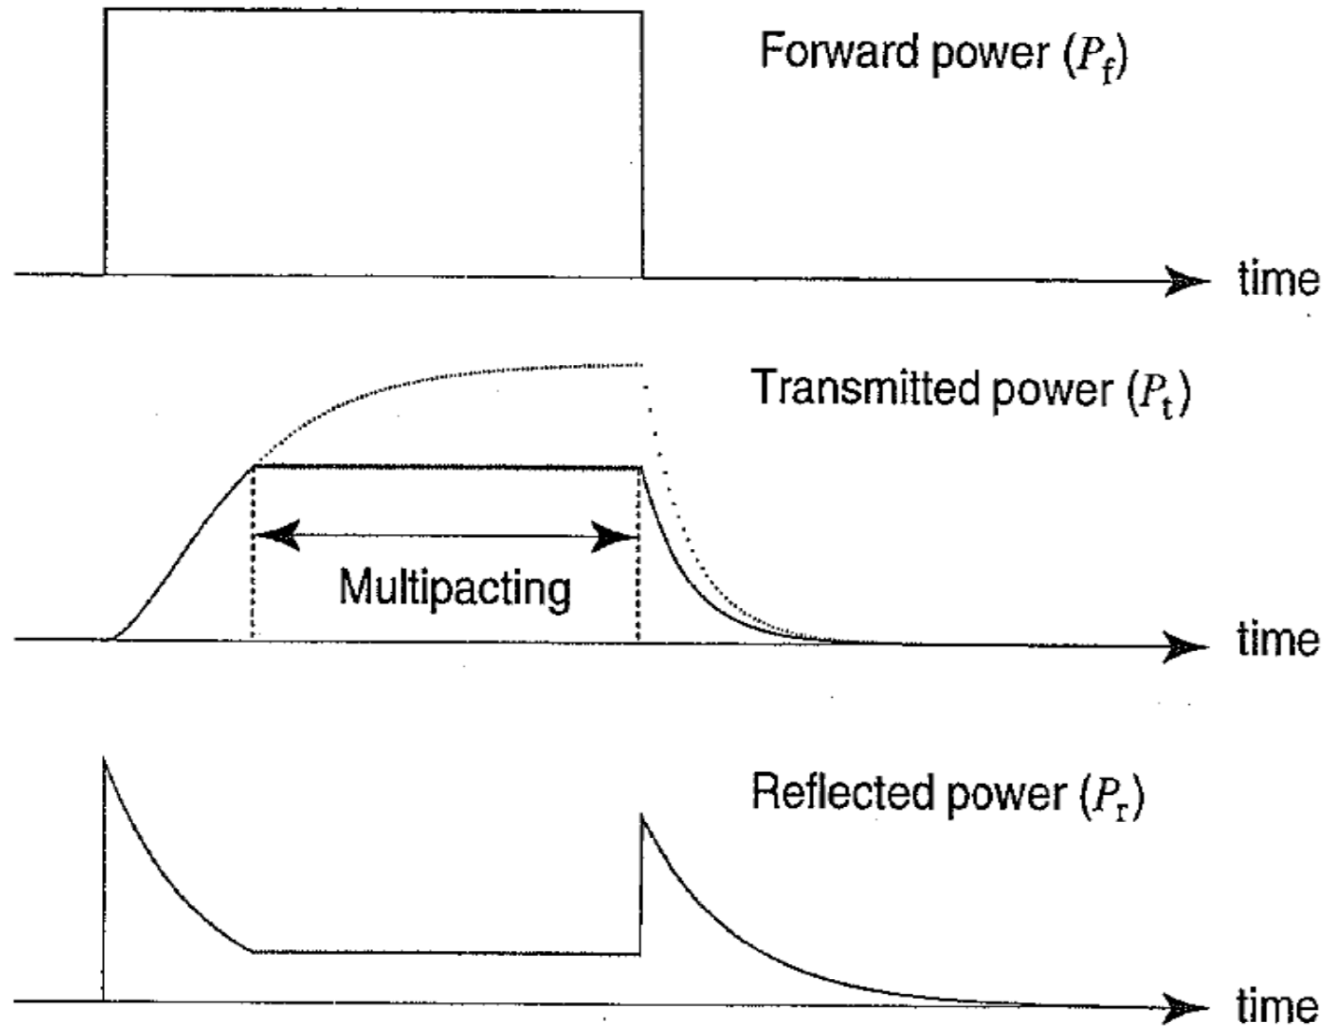 Forward power (Pf)
time
Transmitted power (Pt)
Multipacting
time
Reflected power (Pr)
time